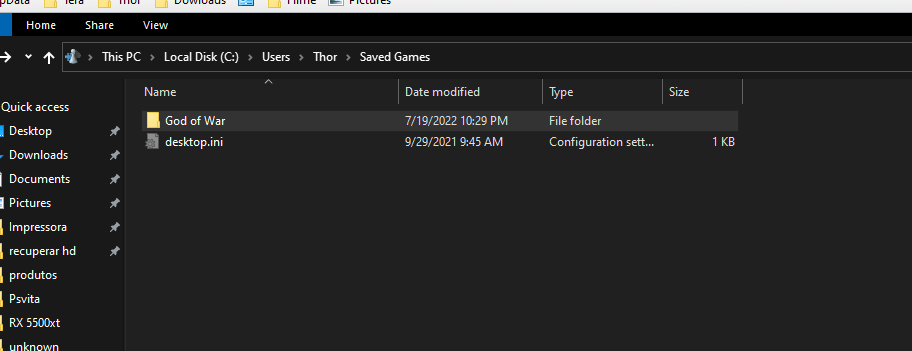 pData Tera Thor Dowloads Filme Pictures
Home Share View
This PC Local Disk (C:) Users Thor Saved Games
Name Date modified Type Size
Quick access
God of War 7/19/2022 10:29 PM File folder
Desktop
desktop.ini 9/29/2021 9:45 AM Configuration sett... 1 KB
Downloads
Documents
Pictures
Impressora
recuperar hd
produtos
Psvita
RX 5500xt
unknown